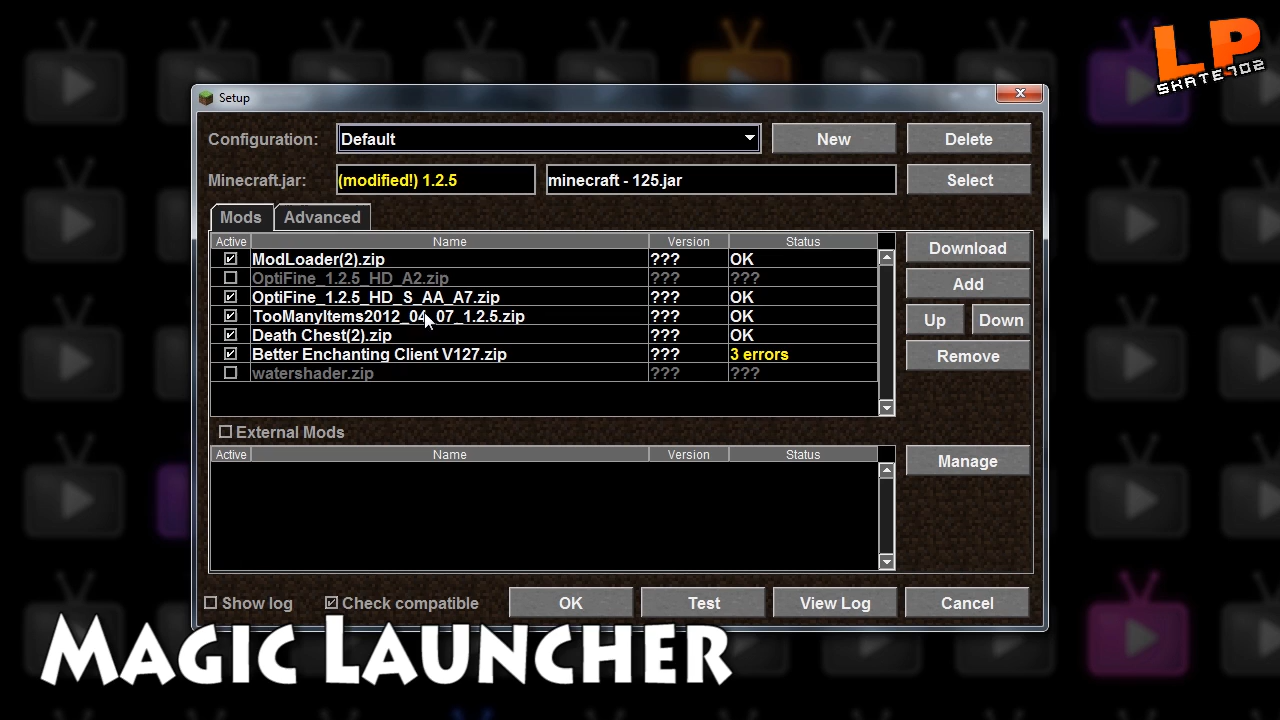 LP
SKATE702
Setup
Configuration: Default New Delete
Minecraft.jar: (modified!) 1.2.5 minecraft - 125.jar Select
Mods Advanced
Active Name Version Status
ModLoader(2).zip ??? OK
OptiFine_1.2.5_HD_A2.zip ??? ???
OptiFine_1.2.5_HD_S_AA_A7.zip ??? OK
TooManyItems2012_04_07_1.2.5.zip ??? OK
Death Chest(2).zip ??? OK
Better Enchanting Client V127.zip ??? 3 errors
watershader.zip ??? ???
Download
Add
Up Down
Remove
External Mods
Active Name Version Status
Manage
Show log Check compatible OK Test View Log Cancel
Magic Launcher